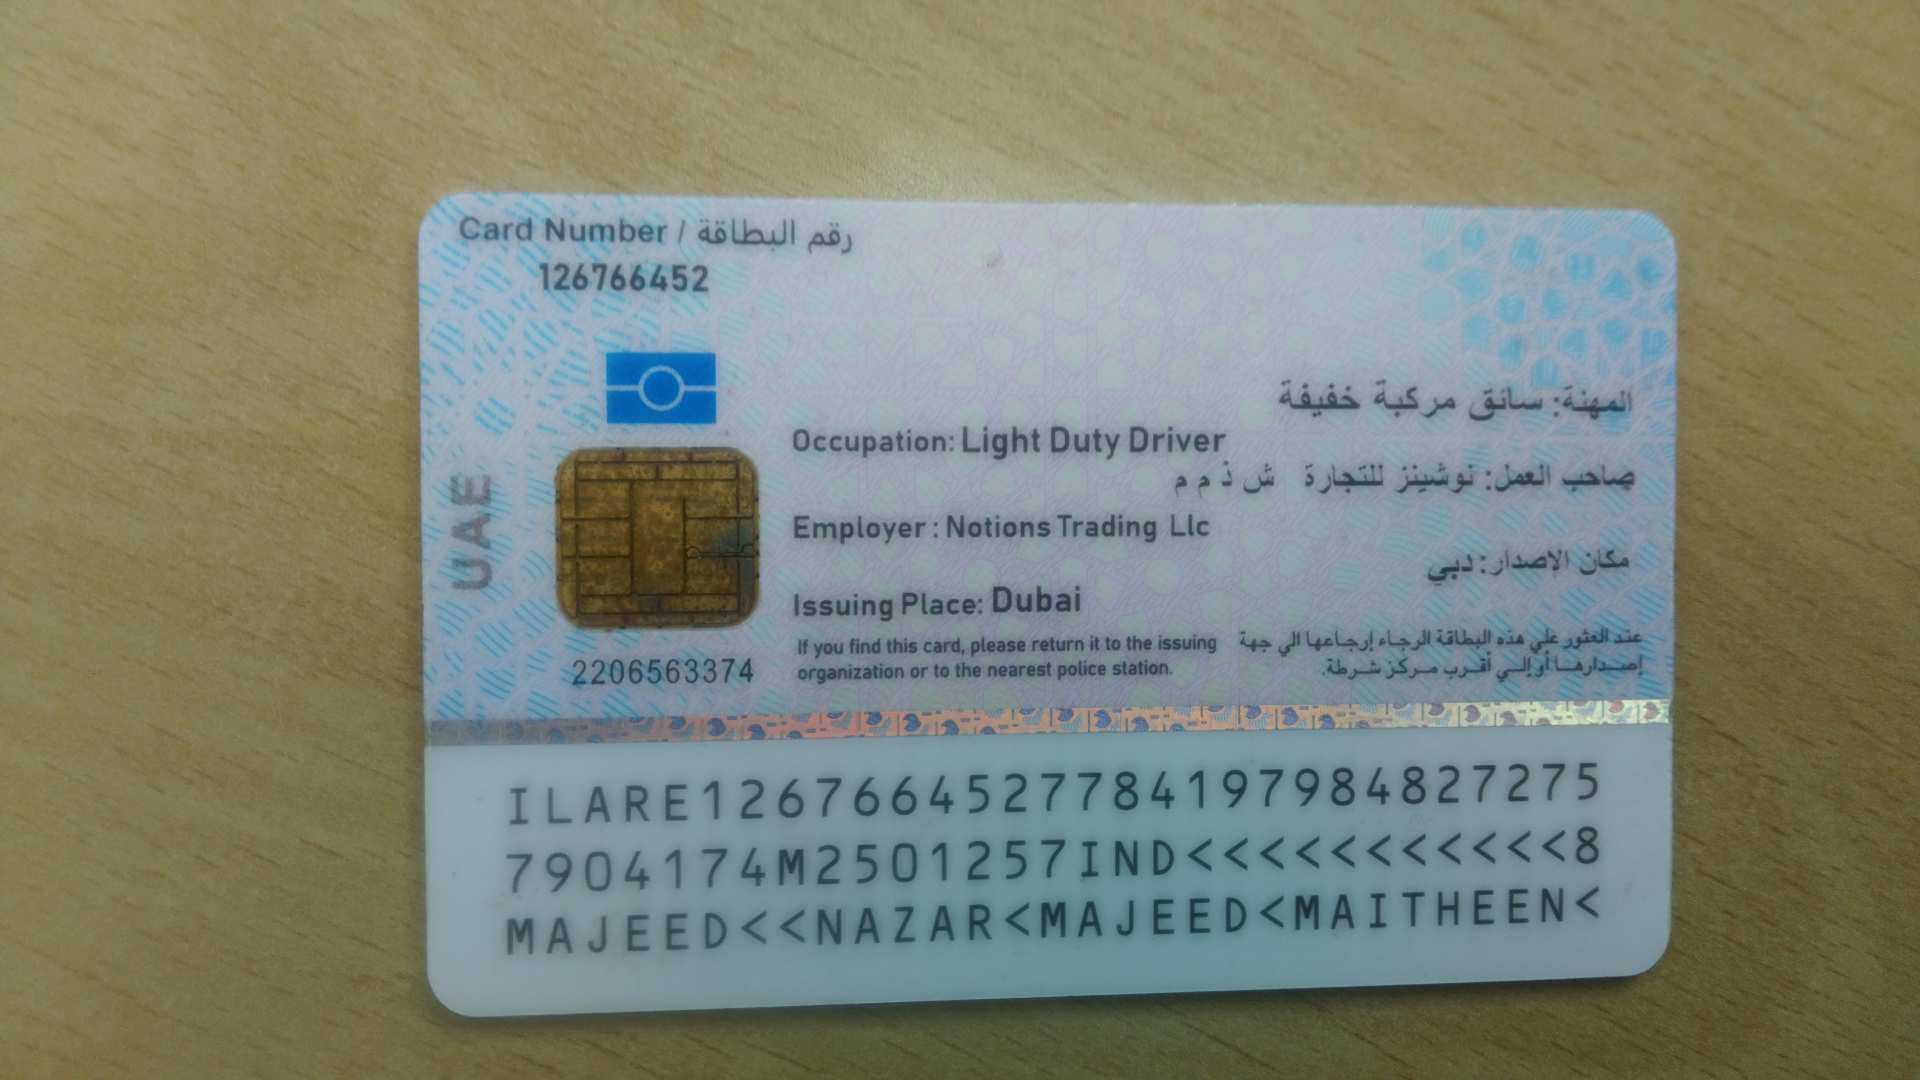 Card Number / رقم البطاقة
126766452
المهنة: سائق مركبة خفيفة
Occupation: Light Duty Driver
صاحب العمل: نوشينز للتجارة ش ذ م م
Employer : Notions Trading Llc
مكان الاصدار: دبي
Issuing Place: Dubai
UAE
If you find this card, please return it to the issuing
organization or to the nearest police station.
عند العثور علي هذه البطاقة الرجاء إرجاعها الي جهة
إصدارها أو إلي أقرب مركز شرطة.
2206563374
ILARE1267664527784197984827275
7904174M2501257IND<<<<<<<<<<<8
MAJEED<<NAZAR<MAJEED<MAITHEEN<